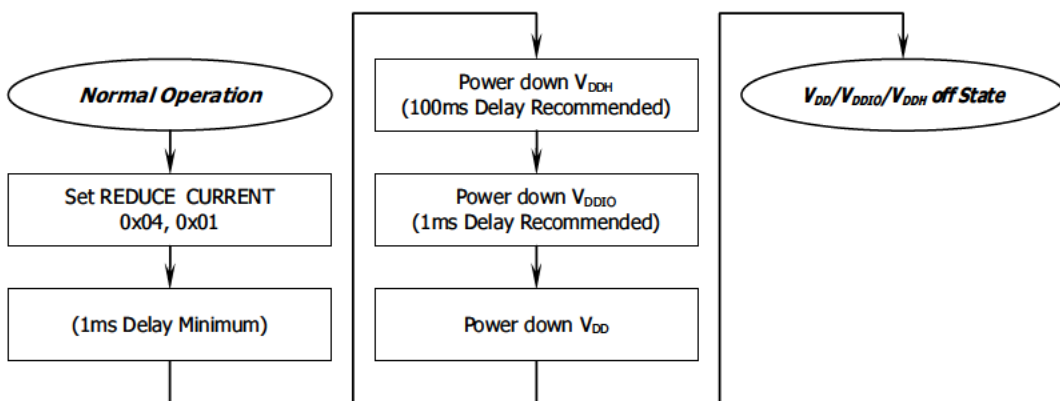 Normal Operation
Set REDUCE CURRENT
0x04, 0x01
(1ms Delay Minimum)
Power down VDDH
(100ms Delay Recommended)
Power down VDDIO
(1ms Delay Recommended)
Power down VDD
VDD/VDDIO/VDDH off State